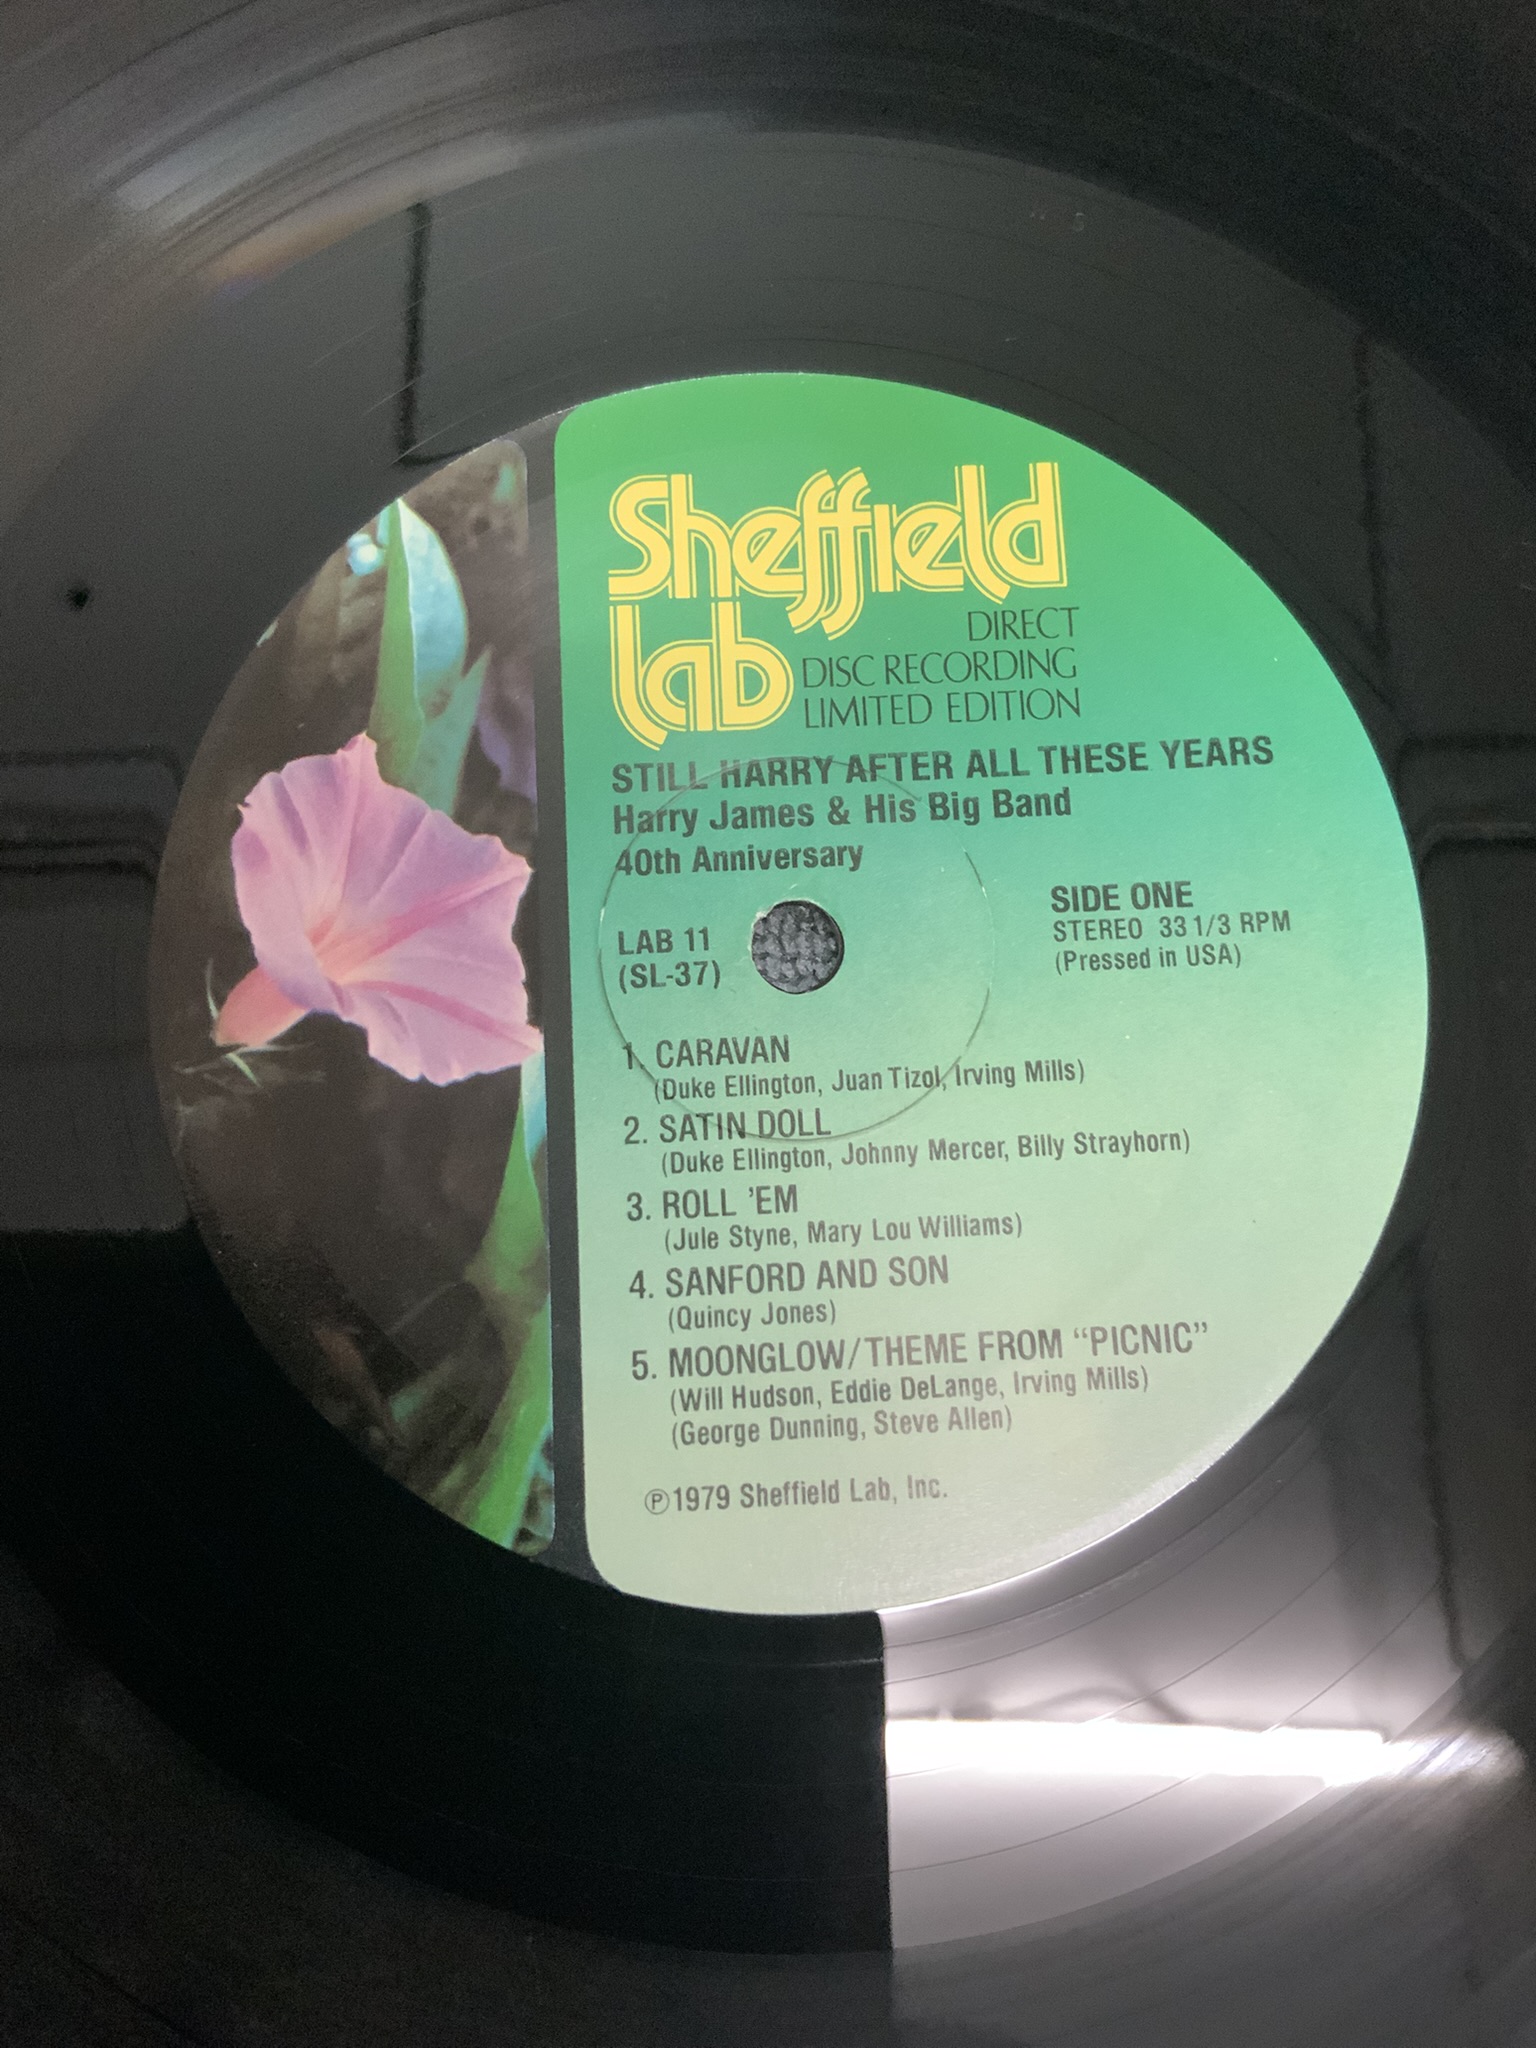 Sheffield
lab
DIRECT
DISC RECORDING
LIMITED EDITION
STILL HARRY AFTER ALL THESE YEARS
Harry James & His Big Band
40th Anniversary
LAB 11
(SL-37)
SIDE ONE
STEREO 33 1/3 RPM
(Pressed in USA)
1. CARAVAN
(Duke Ellington, Juan Tizol, Irving Mills)
2. SATIN DOLL
(Duke Ellington, Johnny Mercer, Billy Strayhorn)
3. ROLL 'EM
(Jule Styne, Mary Lou Williams)
4. SANFORD AND SON
(Quincy Jones)
5. MOONGLOW/THEME FROM “PICNIC”
(Will Hudson, Eddie DeLange, Irving Mills)
(George Dunning, Steve Allen)
℗1979 Sheffield Lab, Inc.